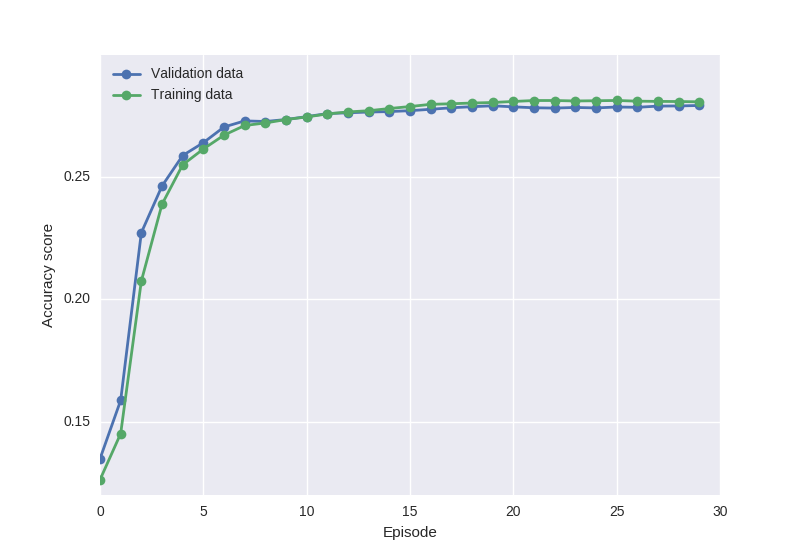 Validation data
Training data
0.25
0.20
0.15
Accuracy score
0 5 10 15 20 25 30
Episode